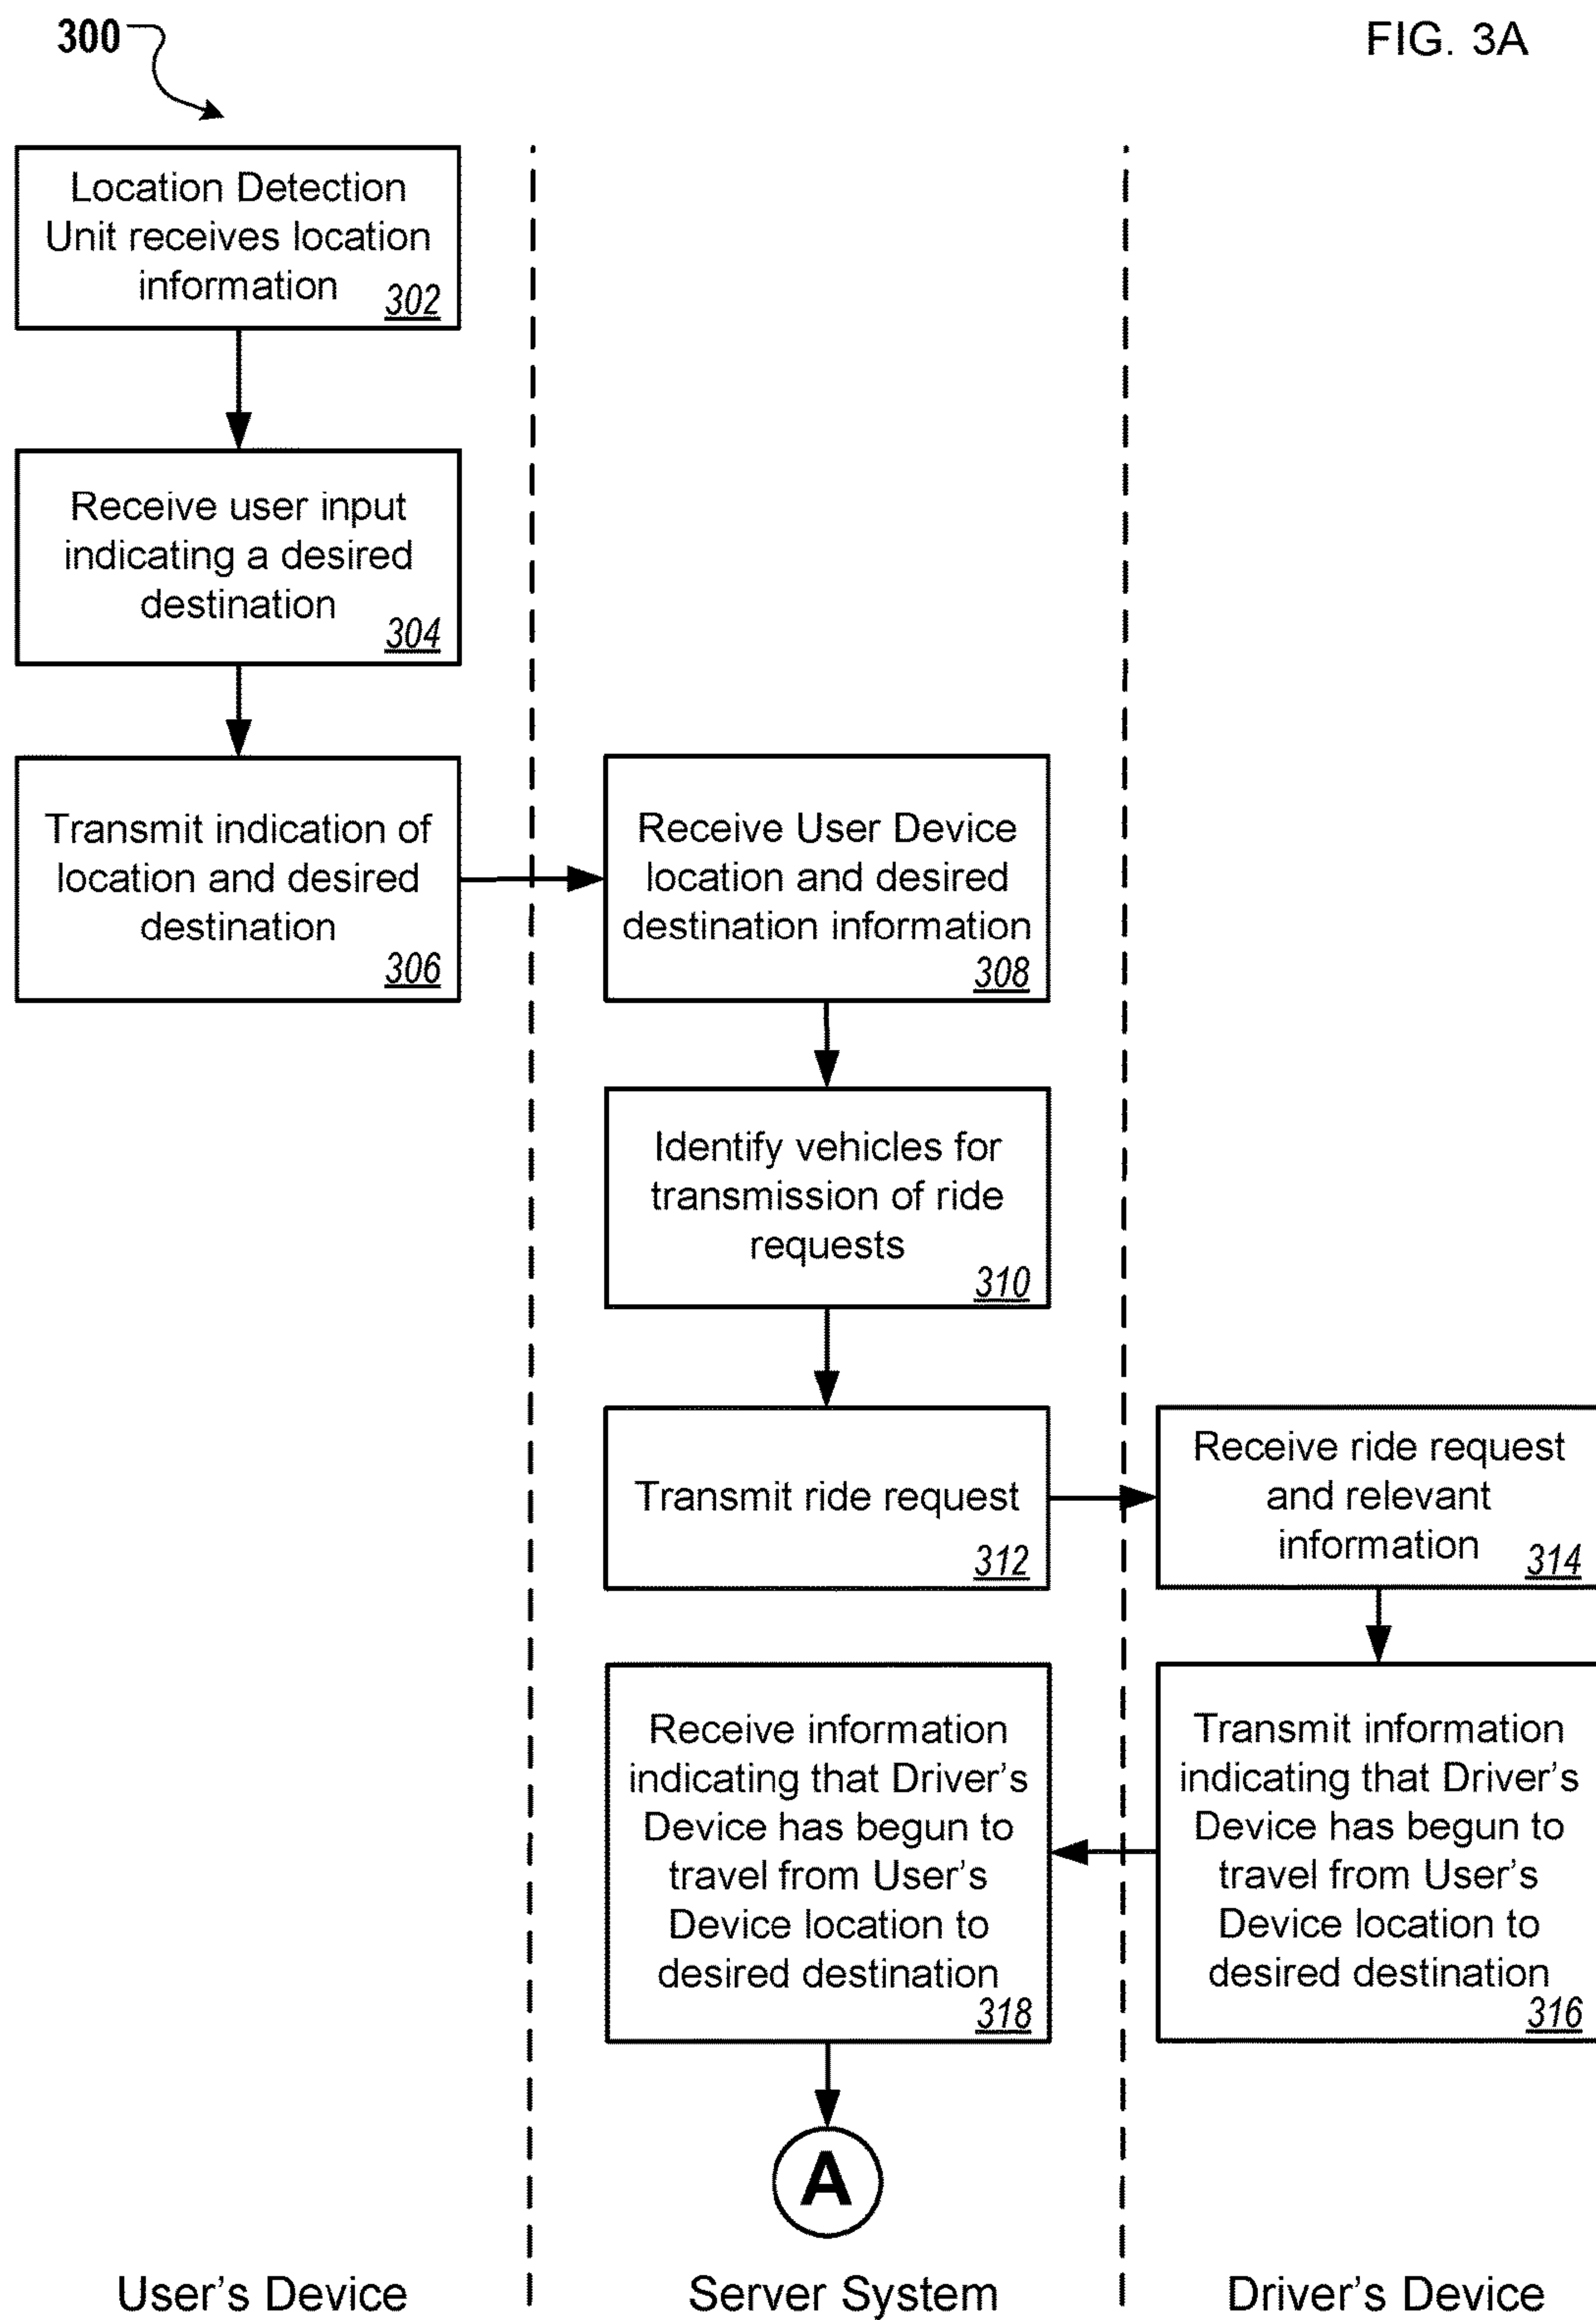 300
FIG. 3A
Location Detection
Unit receives location
information
302
Receive user input
indicating a desired
destination
304
Transmit indication of
location and desired
destination
306
Receive User Device
location and desired
destination information
308
Identify vehicles for
transmission of ride
requests
310
Transmit ride request
312
Receive ride request
and relevant
information
314
Transmit information
indicating that Driver's
Device has begun to
travel from User's
Device location to
desired destination
316
Receive information
indicating that Driver's
Device has begun to
travel from User's
Device location to
desired destination
318
A
User's Device
Server System
Driver's Device